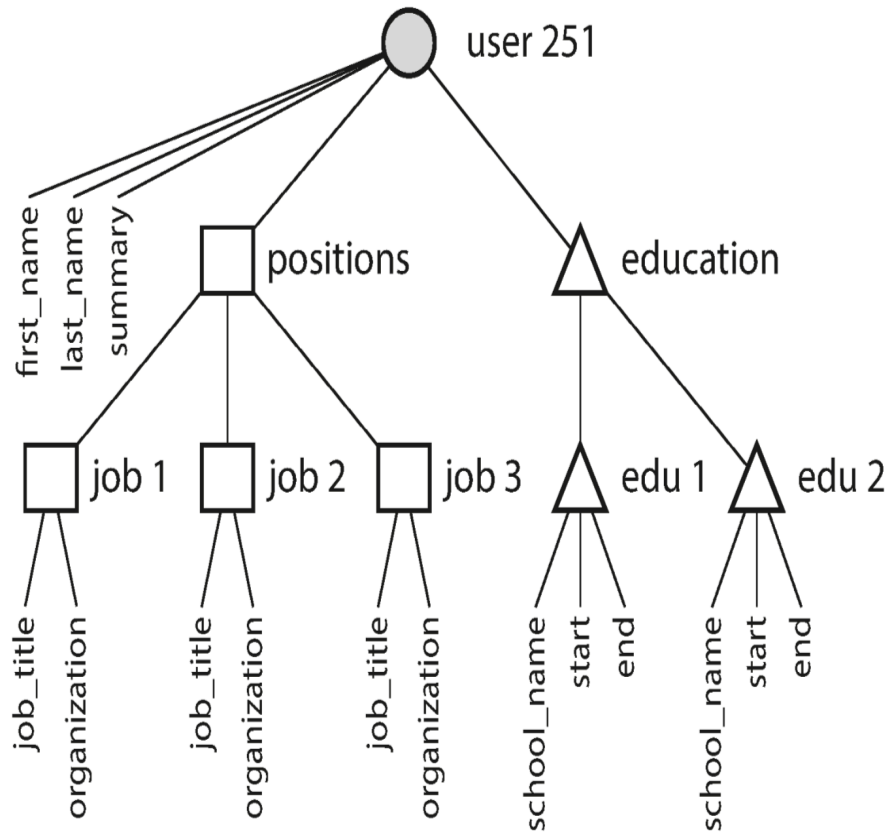 user 251
first_name
last_name
summary
positions
education
job 1
job 2
job 3
edu 1
edu 2
job_title
organization
job_title
organization
job_title
organization
school_name
start
end
school_name
start
end